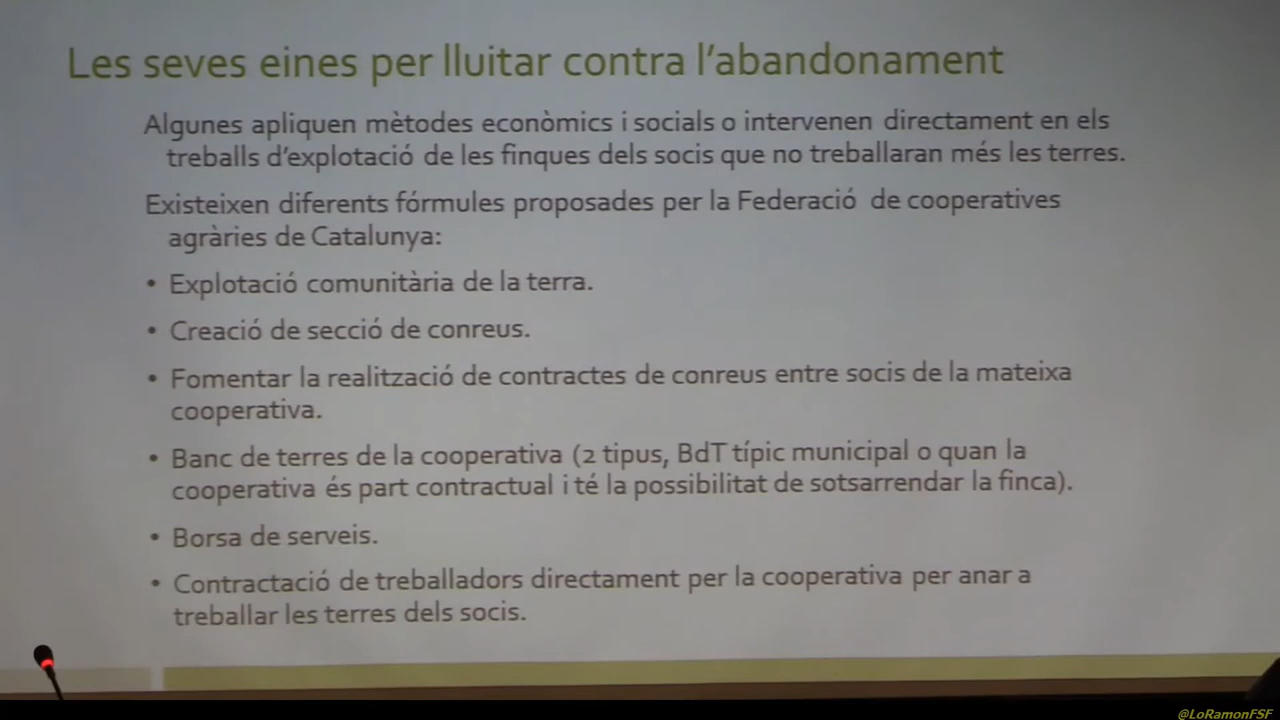 Les seves eines per lluitar contra l'abandonament
Algunes apliquen mètodes econòmics i socials o intervenen directament en els
treballs d'explotació de les finques dels socis que no treballaran més les terres.
Existeixen diferents fórmules proposades per la Federació de cooperatives
agràries de Catalunya:
• Explotació comunitària de la terra.
• Creació de secció de conreus.
• Fomentar la realització de contractes de conreus entre socis de la mateixa
cooperativa.
• Banc de terres de la cooperativa (2 tipus, BdT típic municipal o quan la
cooperativa és part contractual i té la possibilitat de sotsarrendar la finca).
• Borsa de serveis.
• Contractació de treballadors directament per la cooperativa per anar a
treballar les terres dels socis.
@LoRamonFSF